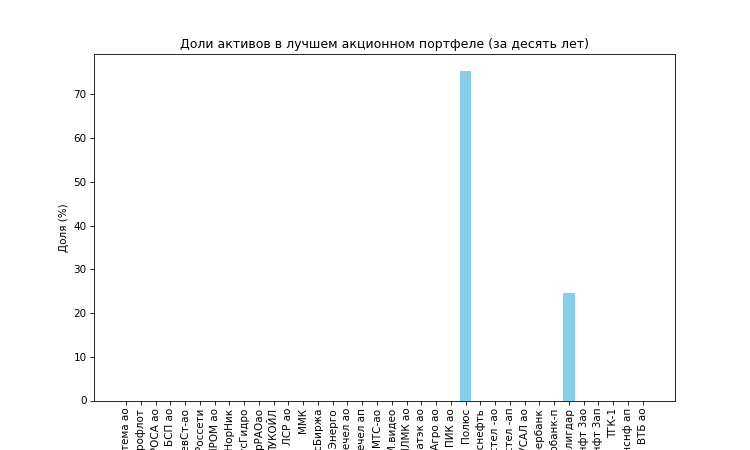 Доли активов в лучшем акционном портфеле (за десять лет)
Доля (%)
70
60
50
40
30
20
10
0
тема ао
рофлот
РОСА ао
БСП ао
евСт-ао
Россети
ПРОМ ао
НорНик
сГидро
рРАОао
ЛУКОЙЛ
ЛСР ао
ММК
сБиржа
Энерго
ечел ао
ечел ап
МТС-ао
М.видео
ЛМК ао
атэк ао
Агро ао
ПИК ао
Полюс
снефть
стел -ао
стел -ап
УСАЛ ао
ербанк
рбанк-п
лигдар
нфт 3ао
нфт 3ап
ТГК-1
нснф ап
ВТБ ао